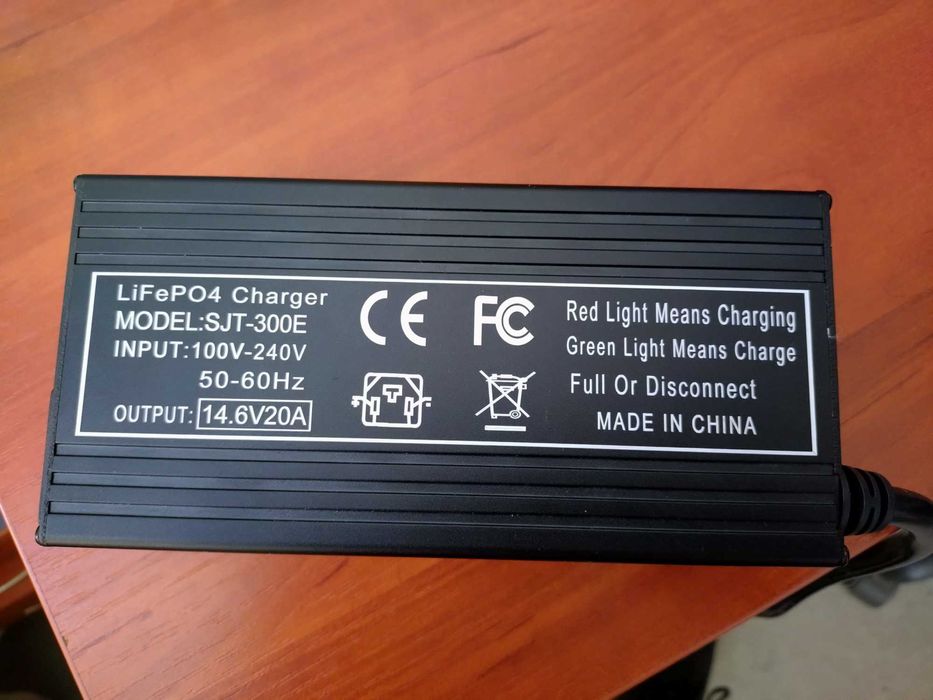 LiFePO4 Charger
MODEL:SJT-300E
INPUT:100V-240V
50-60Hz
OUTPUT: 14.6V20A
CE
FC
Red Light Means Charging
Green Light Means Charge
Full Or Disconnect
MADE IN CHINA